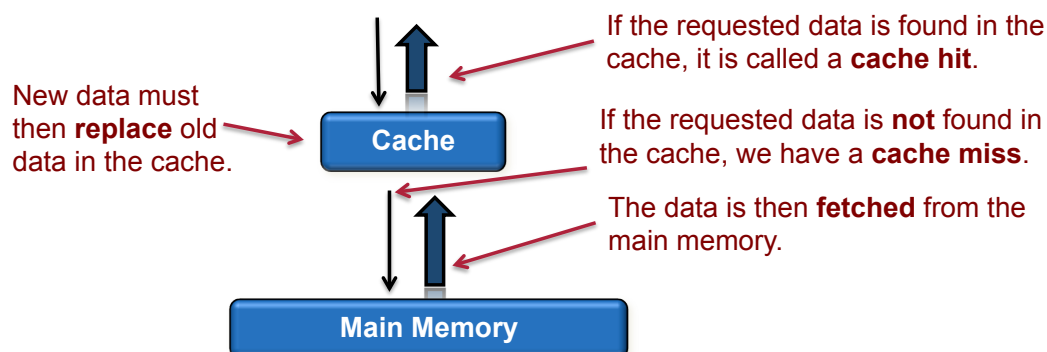 If the requested data is found in the
cache, it is called a cache hit.
New data must
then replace old
data in the cache.
Cache
If the requested data is not found in
the cache, we have a cache miss.
The data is then fetched from the
main memory.
Main Memory